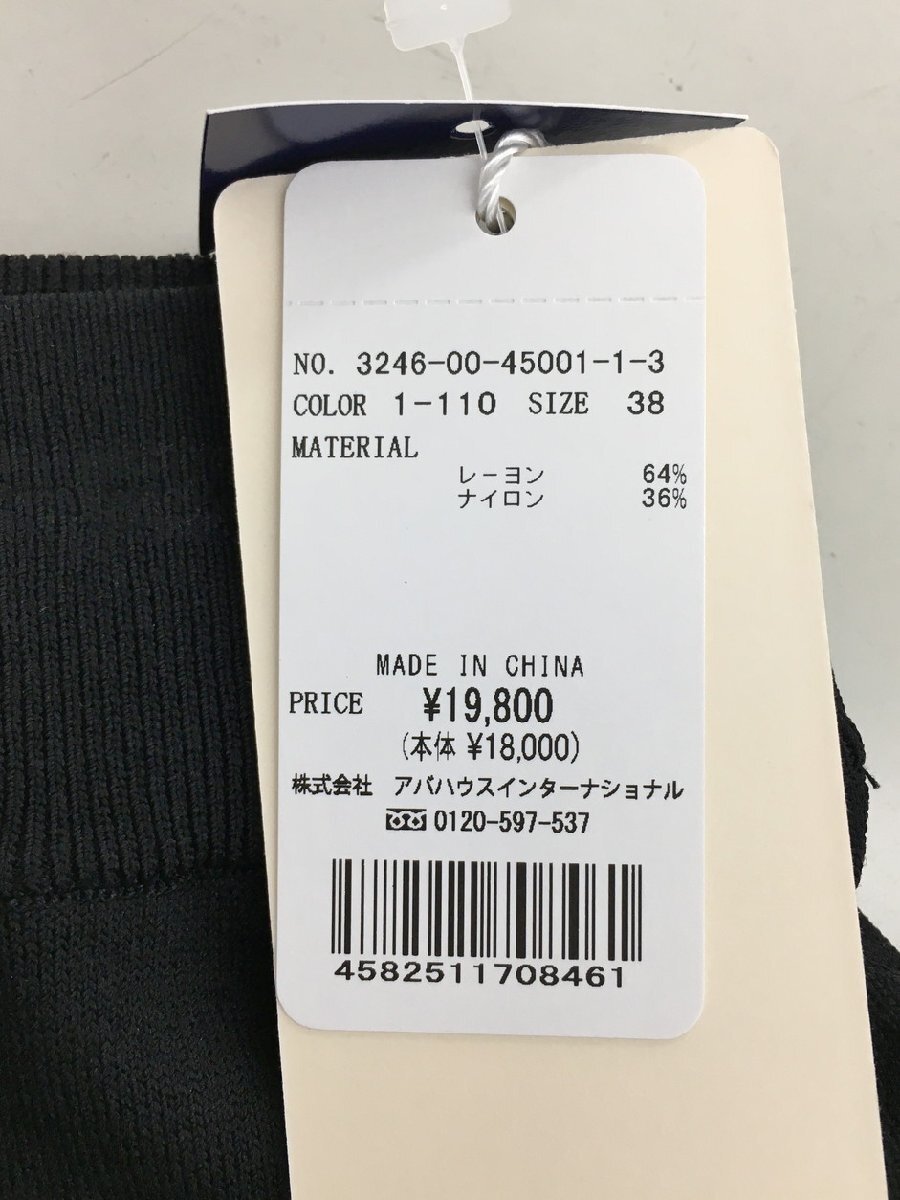 NO. 3246-00-45001-1-3
COLOR 1-110 SIZE 38
MATERIAL
レーヨン 64%
ナイロン 36%
MADE IN CHINA
PRICE ¥19,800
(本体 ¥18,000)
株式会社 アバハウスインターナショナル
0120-597-537
4582511708461